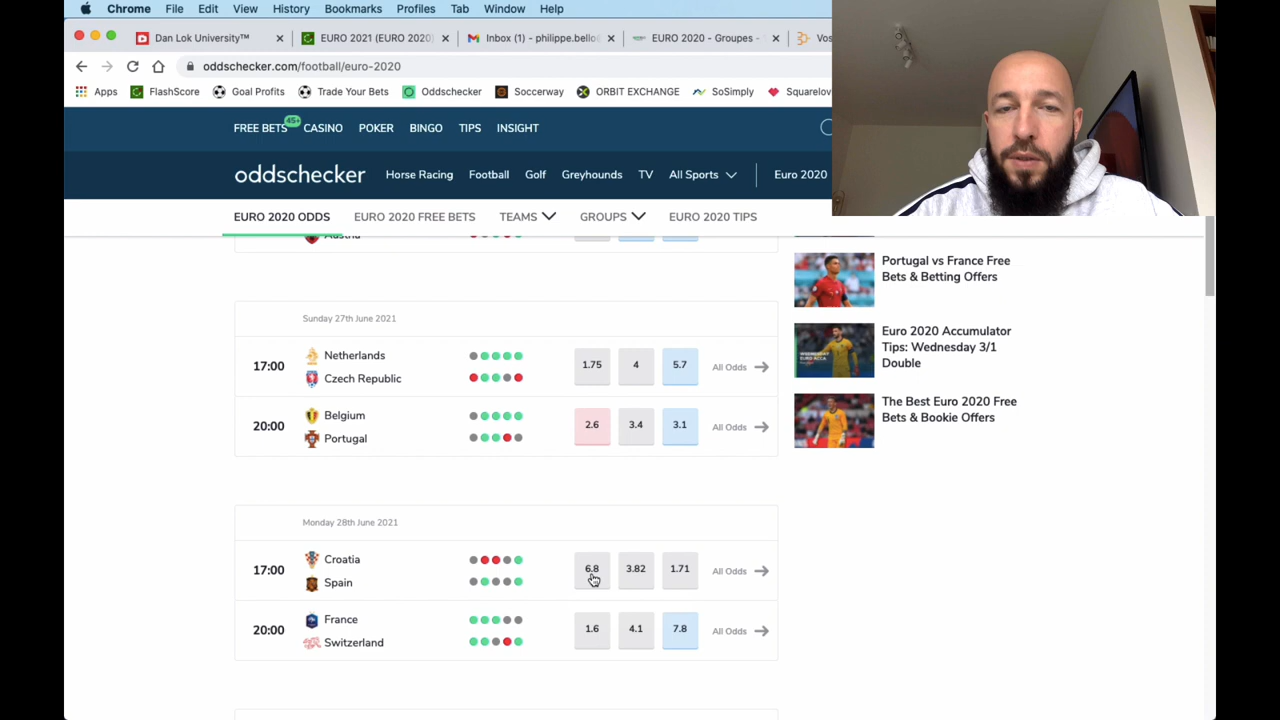 Chrome File Edit View History Bookmarks Profiles Tab Window Help
Dan Lok University™ EURO 2021 (EURO 2020) Inbox (1) - philippe.bello EURO 2020 - Groupes - Vos
oddschecker.com/football/euro-2020
Apps FlashScore Goal Profits Trade Your Bets Oddschecker Soccerway ORBIT EXCHANGE SoSimply Squarelov
FREE BETS 45+ CASINO POKER BINGO TIPS INSIGHT
oddschecker Horse Racing Football Golf Greyhounds TV All Sports Euro 2020
EURO 2020 ODDS EURO 2020 FREE BETS TEAMS GROUPS EURO 2020 TIPS
Austria
Portugal vs France Free
Bets & Betting Offers
Sunday 27th June 2021
17:00 Netherlands 1.75 4 5.7 All Odds
Czech Republic
Euro 2020 Accumulator
Tips: Wednesday 3/1
Double
20:00 Belgium 2.6 3.4 3.1 All Odds
Portugal
The Best Euro 2020 Free
Bets & Bookie Offers
Monday 28th June 2021
17:00 Croatia 6.8 3.82 1.71 All Odds
Spain
20:00 France 1.6 4.1 7.8 All Odds
Switzerland